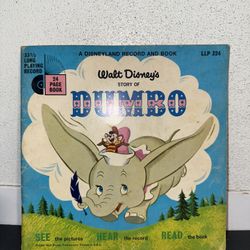 A DISNEYLAND RECORD AND BOOK
LLP 324
33⅓
LONG
PLAYING
RECORD
24
PAGE
BOOK
Walt Disney's
STORY OF
DUMBO
SEE the pictures HEAR the record READ the book